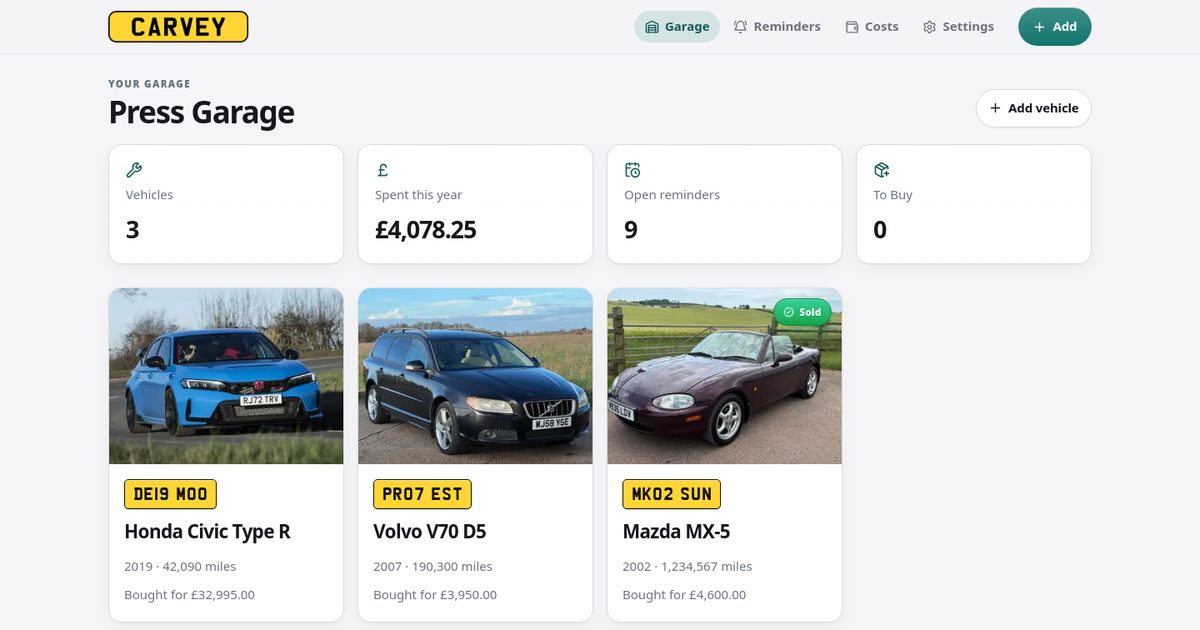 CARVEY
Garage
Reminders
Costs
Settings
+ Add
YOUR GARAGE
Press Garage
+ Add vehicle
Vehicles
3
£
Spent this year
£4,078.25
Open reminders
9
To Buy
0
Sold
RJ72 TRV
WJ58 YSE
DE19 MOO
Honda Civic Type R
2019 · 42,090 miles
Bought for £32,995.00
PRO7 EST
Volvo V70 D5
2007 · 190,300 miles
Bought for £3,950.00
MK02 SUN
Mazda MX-5
2002 · 1,234,567 miles
Bought for £4,600.00